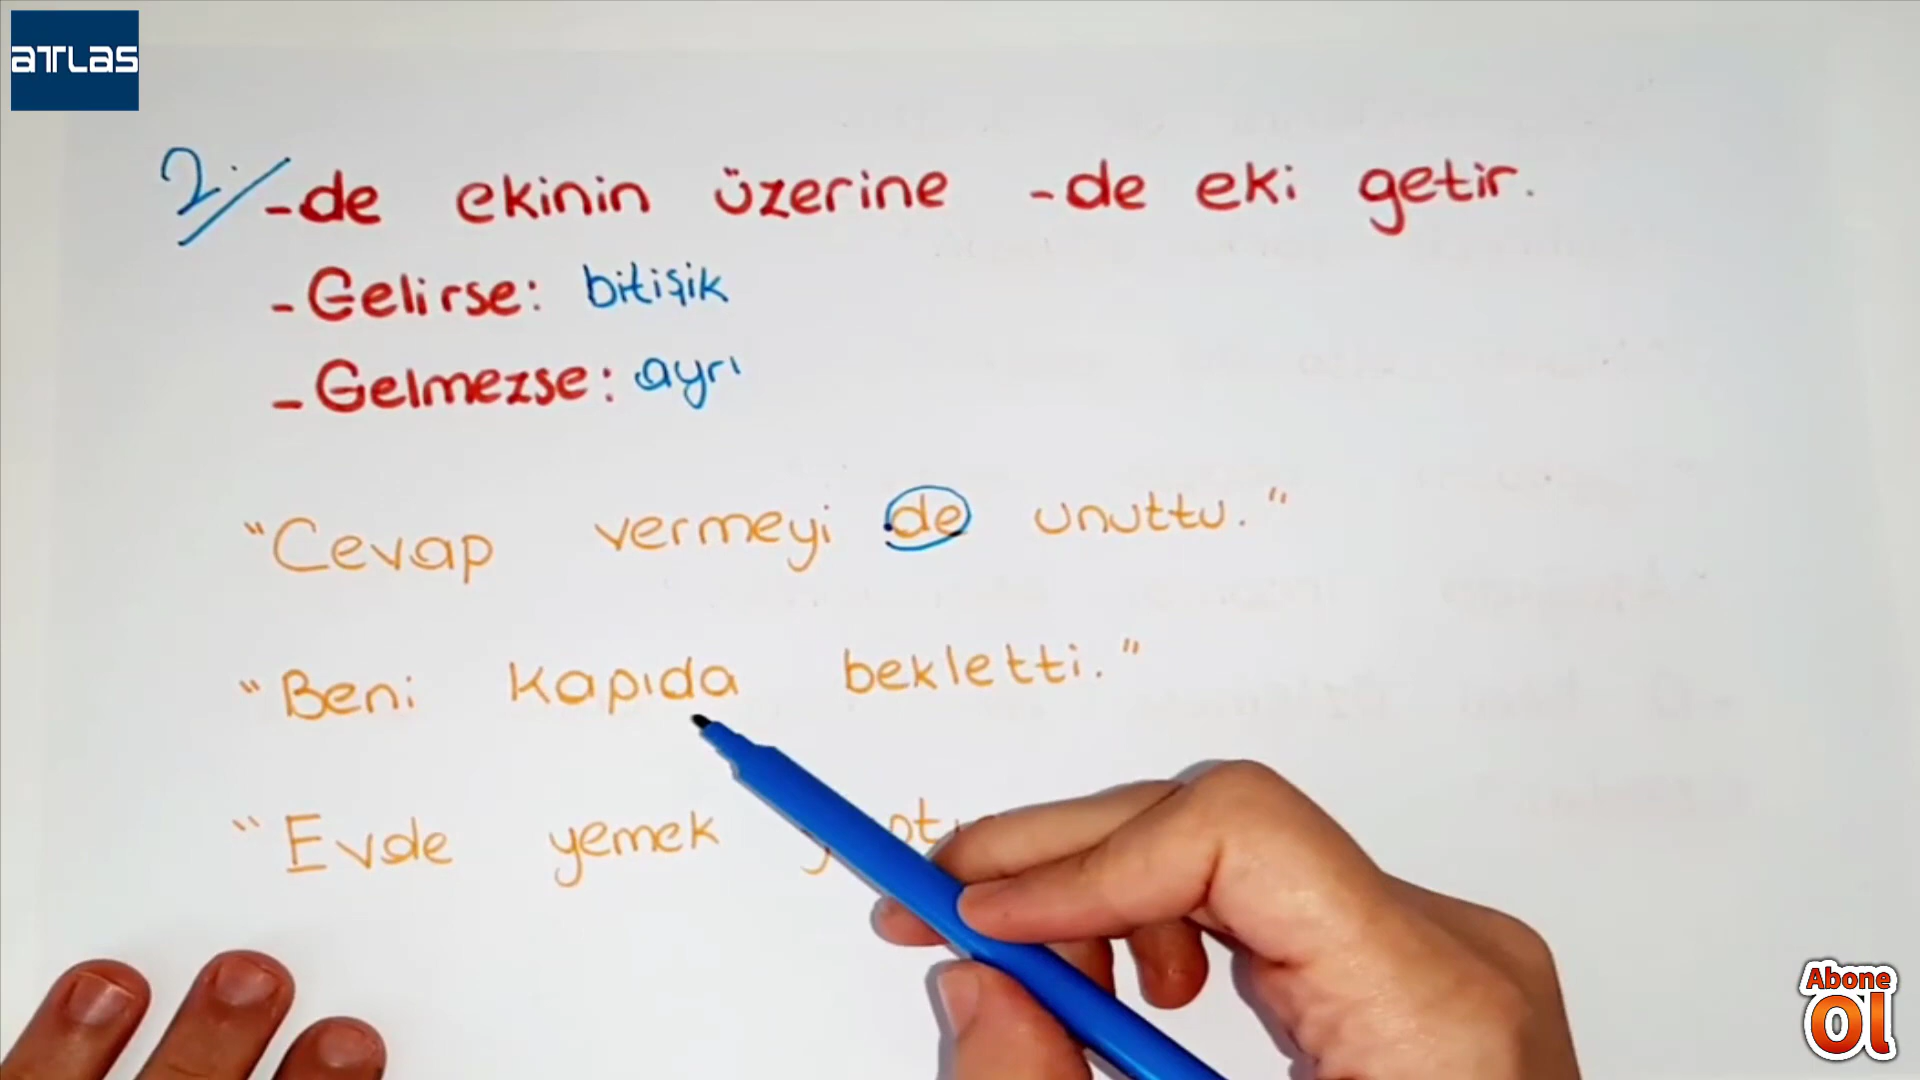 ATLAS
2. -de ekinin üzerine -de eki getir.
- Gelirse: bitişik
- Gelmezse: ayrı
"Cevap vermeyi de unuttu."
"Beni kapıda bekletti."
"Evde yemek
Abone
Ol